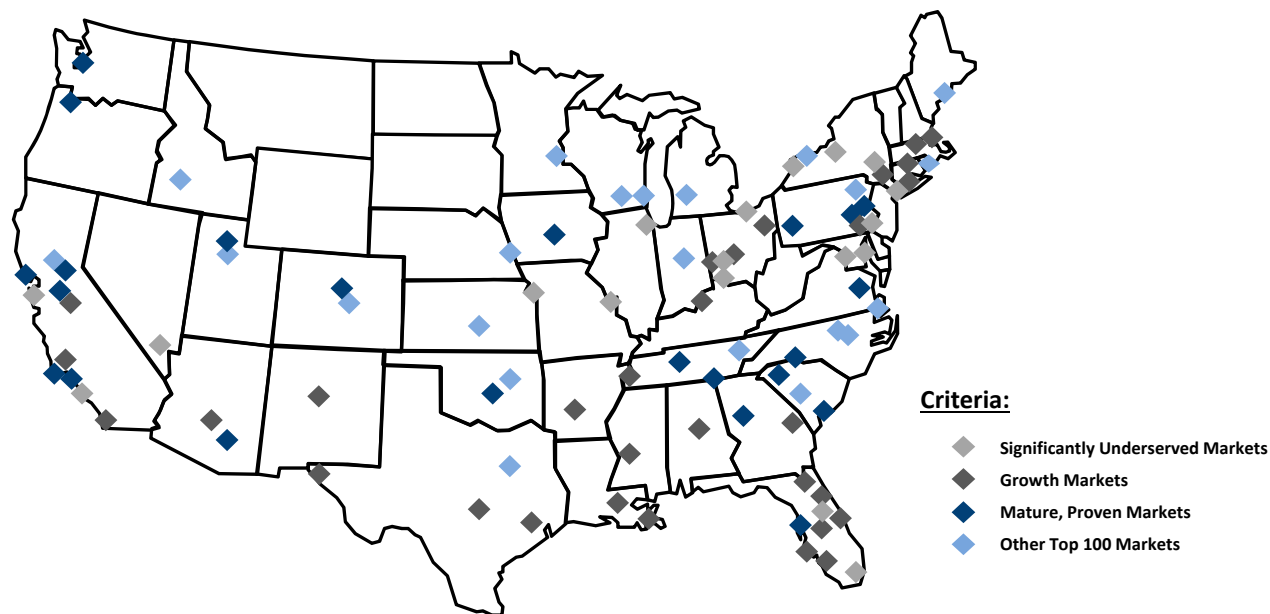 Criteria:
Significantly Underserved Markets
Growth Markets
Mature, Proven Markets
Other Top 100 Markets